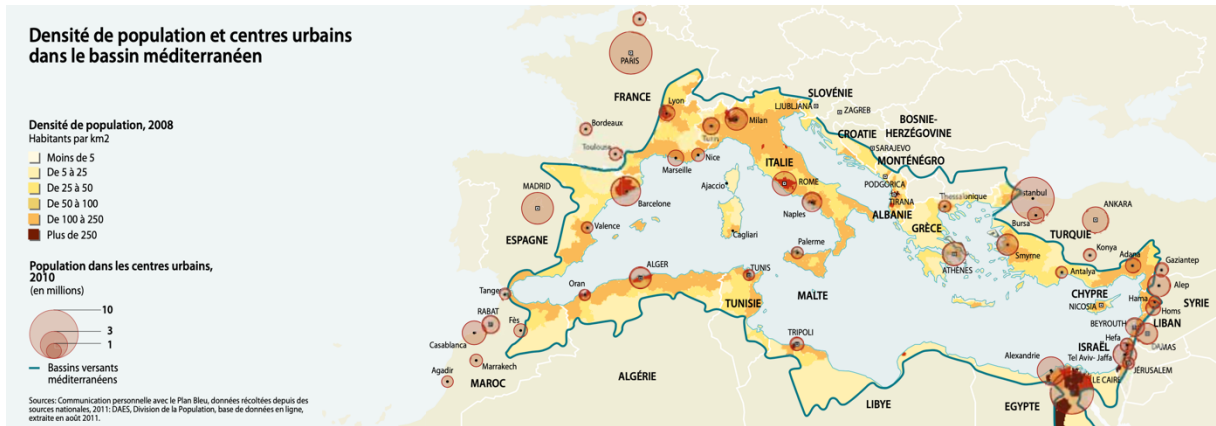 Densité de population et centres urbains
dans le bassin méditerranéen
Densité de population, 2008
Habitants par km2
Moins de 5
De 5 à 25
De 25 à 50
De 50 à 100
De 100 à 250
Plus de 250
Population dans les centres urbains,
2010
(en millions)
10
3
1
Bassins versants
méditerranéens
Sources: Communication personnelle avec le Plan Bleu, données récoltées depuis des
sources nationales, 2011: DAES, Division de la Population, base de données en ligne,
extraite en août 2011.
PARIS
FRANCE
Lyon
Bordeaux
Toulouse
Turin
Milan
Marseille
Nice
SLOVÉNIE
LJUBLJANA
ZAGREB
BOSNIE-
HERZÉGOVINE
CROATIE
SARAJEVO
MONTÉNÉGRO
ITALIE
PODGORICA
TIRANA
ALBANIE
Thessalonique
GRÈCE
ATHÈNES
MADRID
ESPAGNE
Barcelone
Valence
Ajaccio
ROME
Naples
Cagliari
Palerme
Istanbul
Bursa
ANKARA
TURQUIE
Smyrne
Konya
Antalya
Adana
Gaziantep
Alep
CHYPRE
NICOSIA
Hama
Homs
SYRIE
BEYROUTH
LIBAN
DAMAS
Hefa
ISRAËL
Tel Aviv- Jaffa
JÉRUSALEM
Alexandrie
LE CAIRE
EGYPTE
Tanger
RABAT
Fès
Casablanca
Marrakech
Agadir
MAROC
Oran
ALGER
ALGÉRIE
TUNIS
TUNISIE
MALTE
TRIPOLI
LIBYE